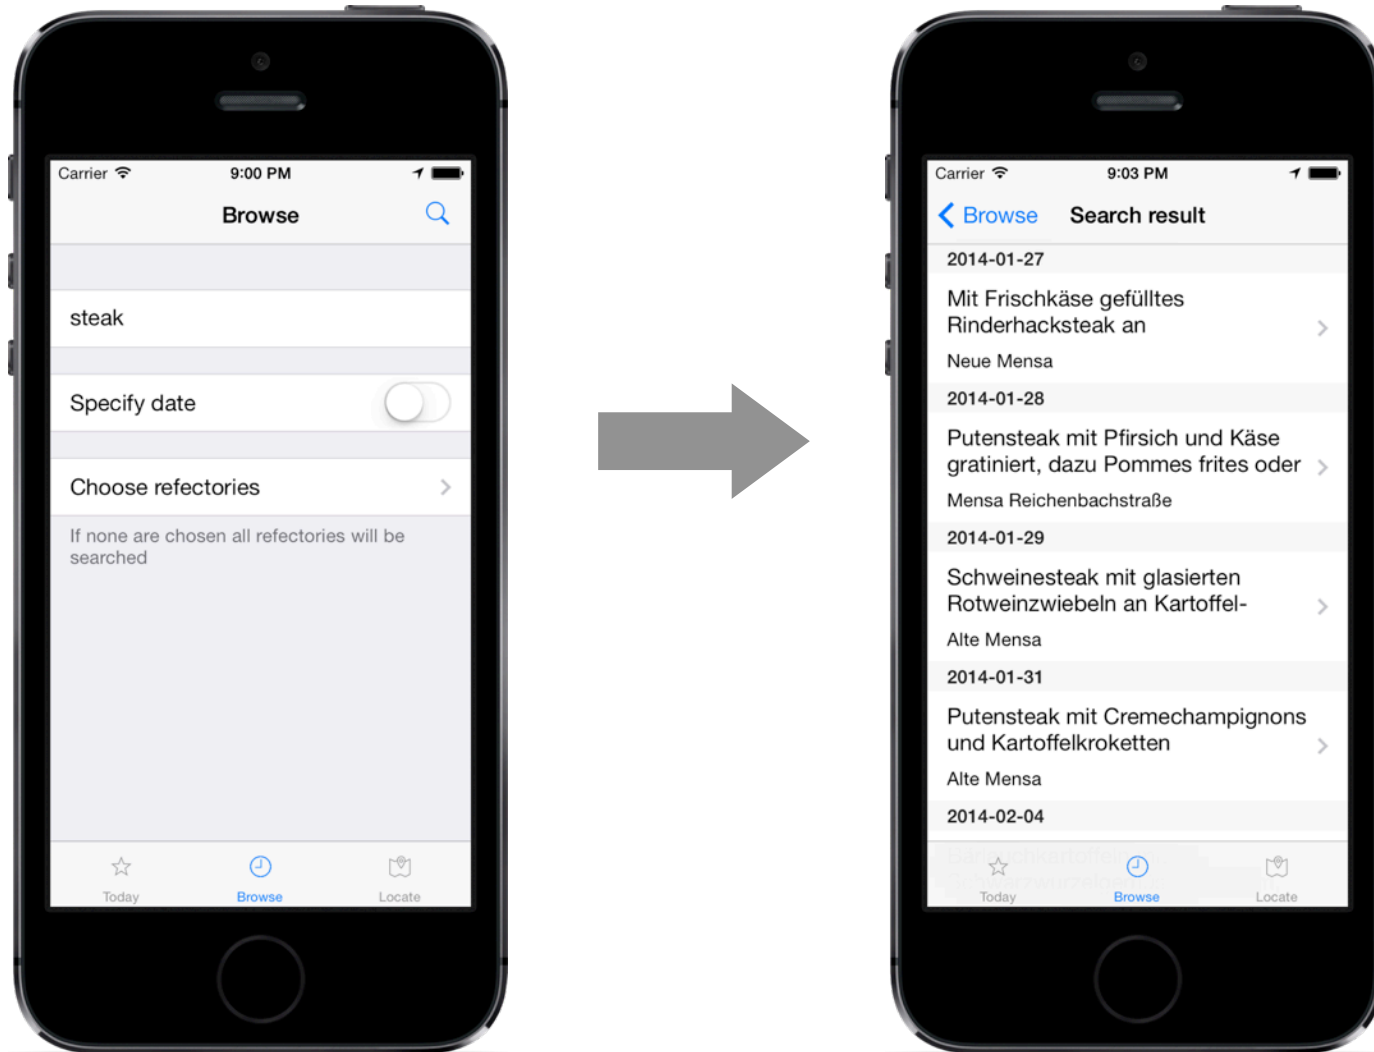 Carrier 9:00 PM
Browse
steak
Specify date
Choose refectories
If none are chosen all refectories will be
searched
Today Browse Locate
Carrier 9:03 PM
Browse Search result
2014-01-27
Mit Frischkäse gefülltes
Rinderhacksteak an
Neue Mensa
2014-01-28
Putensteak mit Pfirsich und Käse
gratiniert, dazu Pommes frites oder
Mensa Reichenbachstraße
2014-01-29
Schweinesteak mit glasierten
Rotweinzwiebeln an Kartoffel-
Alte Mensa
2014-01-31
Putensteak mit Cremechampignons
und Kartoffelkroketten
Alte Mensa
2014-02-04
Today Browse Locate